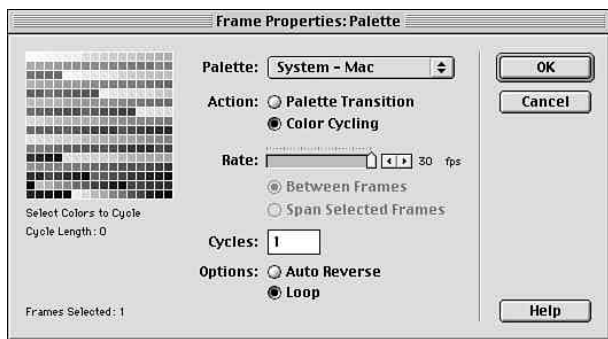 Frame Properties: Palette
Palette: System - Mac
OK
Action: Palette Transition
Cancel
Color Cycling
Rate: 30 fps
Between Frames
Span Selected Frames
Select Colors to Cycle
Cycle Length: 0
Cycles: 1
Options: Auto Reverse
Loop
Frames Selected: 1
Help